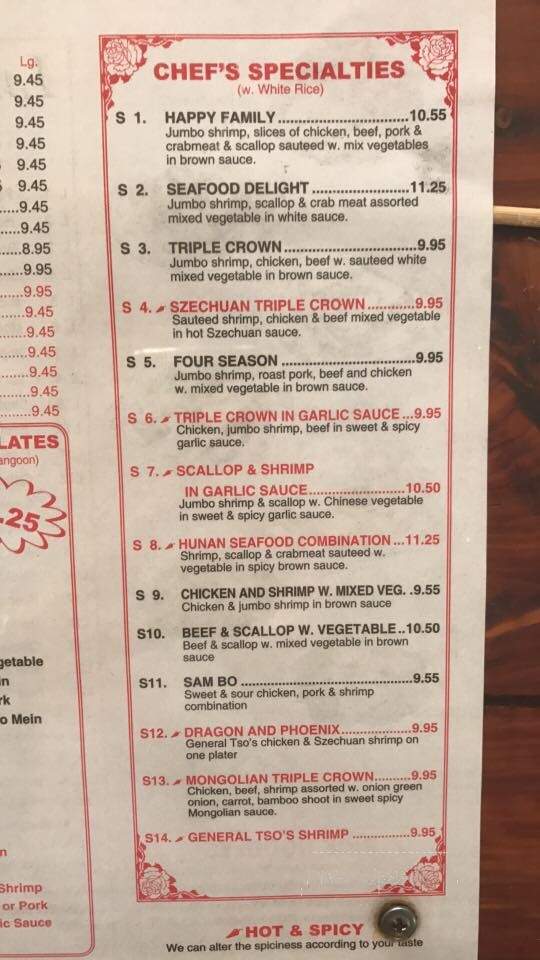 Lg.
9.45
9.45
9.45
9.45
9.45
9.45
.....9.45
...9.45
...8.95
...9.95
......9.95
.......9.45
.......9.45
........9.45
.........9.45
.........9.45
..........9.45
LATES
angoon)
.25
getable
in
rk
o Mein
n
Shrimp
or Pork
ic Sauce
CHEF'S SPECIALTIES
(w. White Rice)
S 1. HAPPY FAMILY..............................10.55
Jumbo shrimp, slices of chicken, beef, pork &
crabmeat & scallop sauteed w. mix vegetables
in brown sauce.
S 2. SEAFOOD DELIGHT......................11.25
Jumbo shrimp, scallop & crab meat assorted
mixed vegetable in white sauce.
S 3. TRIPLE CROWN..............................9.95
Jumbo shrimp, chicken, beef w. sauteed white
mixed vegetable in brown sauce.
S 4. SZECHUAN TRIPLE CROWN...........9.95
Sauteed shrimp, chicken & beef mixed vegetable
in hot Szechuan sauce.
S 5. FOUR SEASON...............................9.95
Jumbo shrimp, roast pork, beef and chicken
w. mixed vegetable in brown sauce.
S 6. TRIPLE CROWN IN GARLIC SAUCE...9.95
Chicken, jumbo shrimp, beef in sweet & spicy
garlic sauce.
S 7. SCALLOP & SHRIMP
IN GARLIC SAUCE......................10.50
Jumbo shrimp & scallop w. Chinese vegetable
in sweet & spicy garlic sauce.
S 8. HUNAN SEAFOOD COMBINATION...11.25
Shrimp, scallop & crabmeat sauteed w.
vegetable in spicy brown sauce.
S 9. CHICKEN AND SHRIMP W. MIXED VEG. .9.55
Chicken & jumbo shrimp in brown sauce
S10. BEEF & SCALLOP W. VEGETABLE..10.50
Beef & scallop w. mixed vegetable in brown
sauce
S11. SAM BO.......................................9.55
Sweet & sour chicken, pork & shrimp
combination
S12. DRAGON AND PHOENIX.................9.95
General Tso's chicken & Szechuan shrimp on
one plater
S13. MONGOLIAN TRIPLE CROWN.........9.95
Chicken, beef, shrimp assorted w. onion green
onion, carrot, bamboo shoot in sweet spicy
Mongolian sauce.
S14. GENERAL TSO'S SHRIMP...............9.95
HOT & SPICY
We can alter the spiciness according to your taste